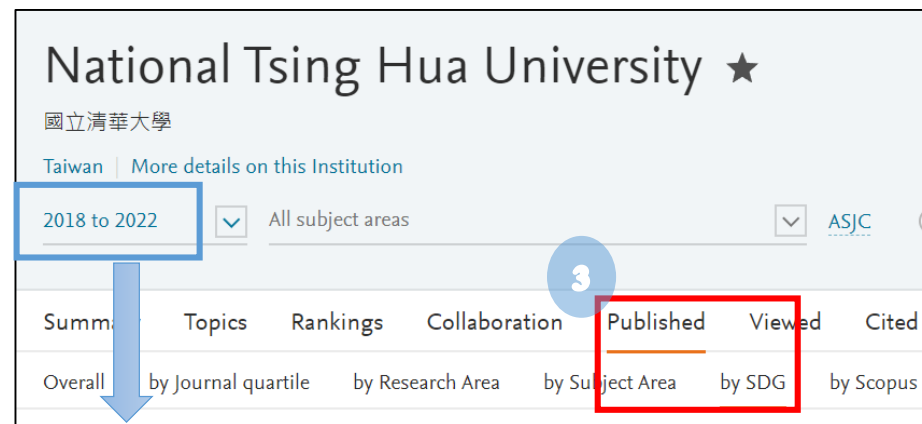 National Tsing Hua University ★
國立清華大學
Taiwan | More details on this Institution
2018 to 2022 All subject areas ASJC
3
Summary Topics Rankings Collaboration Published Viewed Cited
Overall by Journal quartile by Research Area by Subject Area by SDG by Scopus